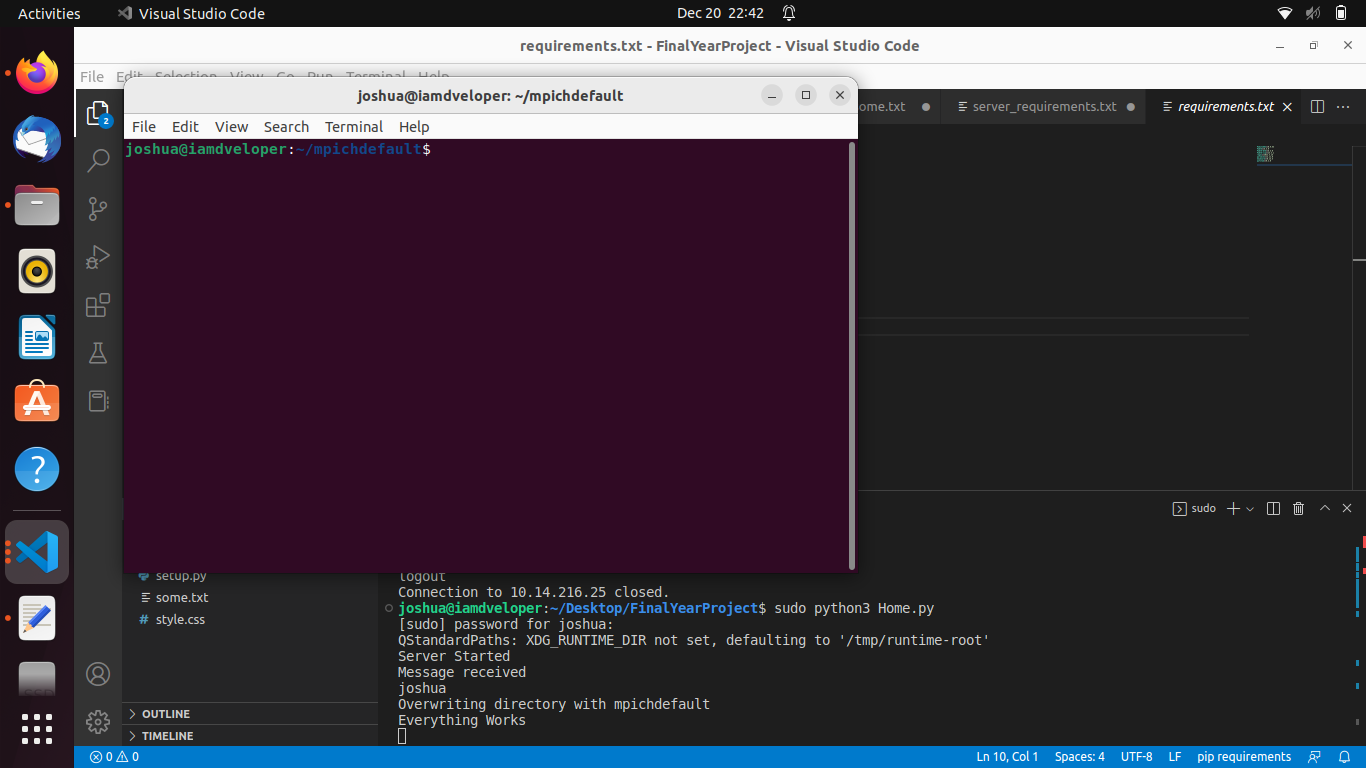 Activities Visual Studio Code Dec 20 22:42
requirements.txt - FinalYearProject - Visual Studio Code
File Edit Selection View Go Run Terminal Help
joshua@iamdveloper: ~/mpichdefault
File Edit View Search Terminal Help
ome.txt server_requirements.txt requirements.txt
2
joshua@iamdveloper:~/mpichdefault$
sudo
setup.py
some.txt
# style.css
OUTLINE
TIMELINE
logout
Connection to 10.14.216.25 closed.
joshua@iamdveloper:~/Desktop/FinalYearProject$ sudo python3 Home.py
[sudo] password for joshua:
QStandardPaths: XDG_RUNTIME_DIR not set, defaulting to '/tmp/runtime-root'
Server Started
Message received
joshua
Overwriting directory with mpichdefault
Everything Works
0 0 Ln 10, Col 1 Spaces: 4 UTF-8 LF pip requirements